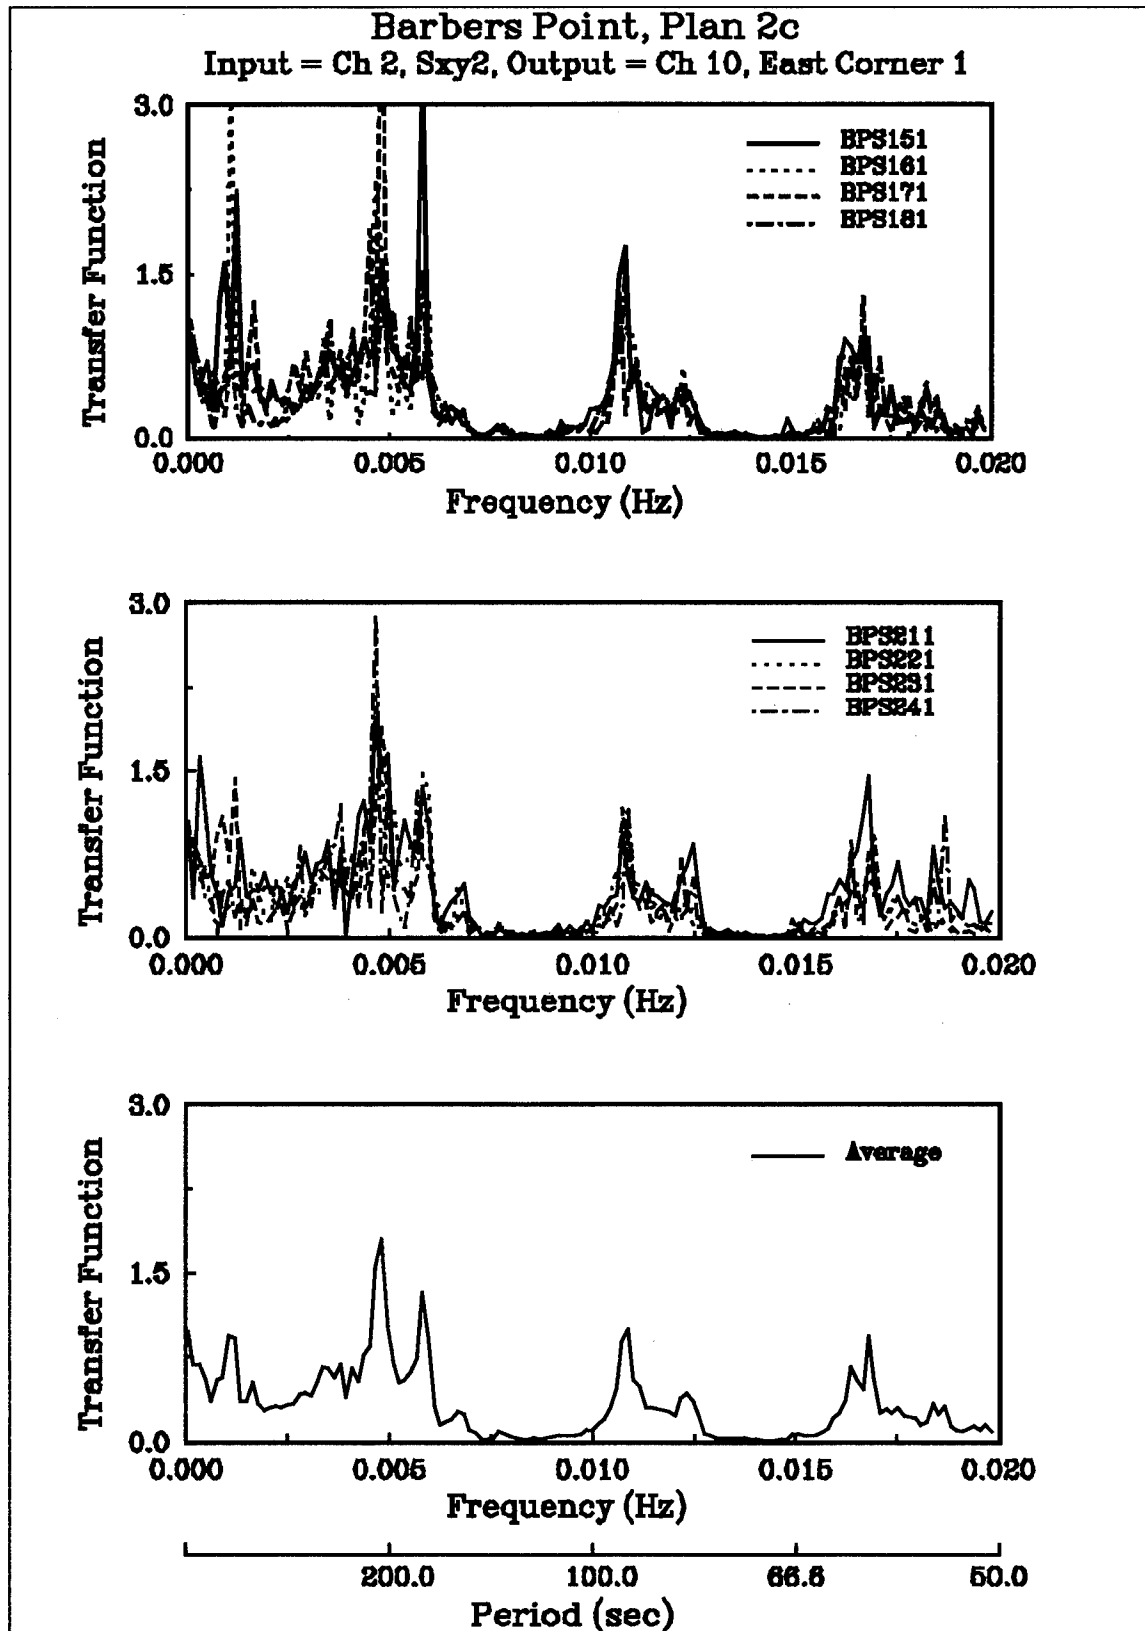 Barbers Point, Plan 2c
Input = Ch 2, Sxy2, Output = Ch 10, East Corner 1
3.0
1.5
0.0
Transfer Function
BPS151
BPS161
BPS171
BPS181
0.000 0.005 0.010 0.015 0.020
Frequency (Hz)
3.0
1.5
0.0
Transfer Function
BPS211
BPS221
BPS231
BPS241
0.000 0.005 0.010 0.015 0.020
Frequency (Hz)
3.0
1.5
0.0
Transfer Function
Average
0.000 0.005 0.010 0.015 0.020
Frequency (Hz)
200.0 100.0 66.6 50.0
Period (sec)